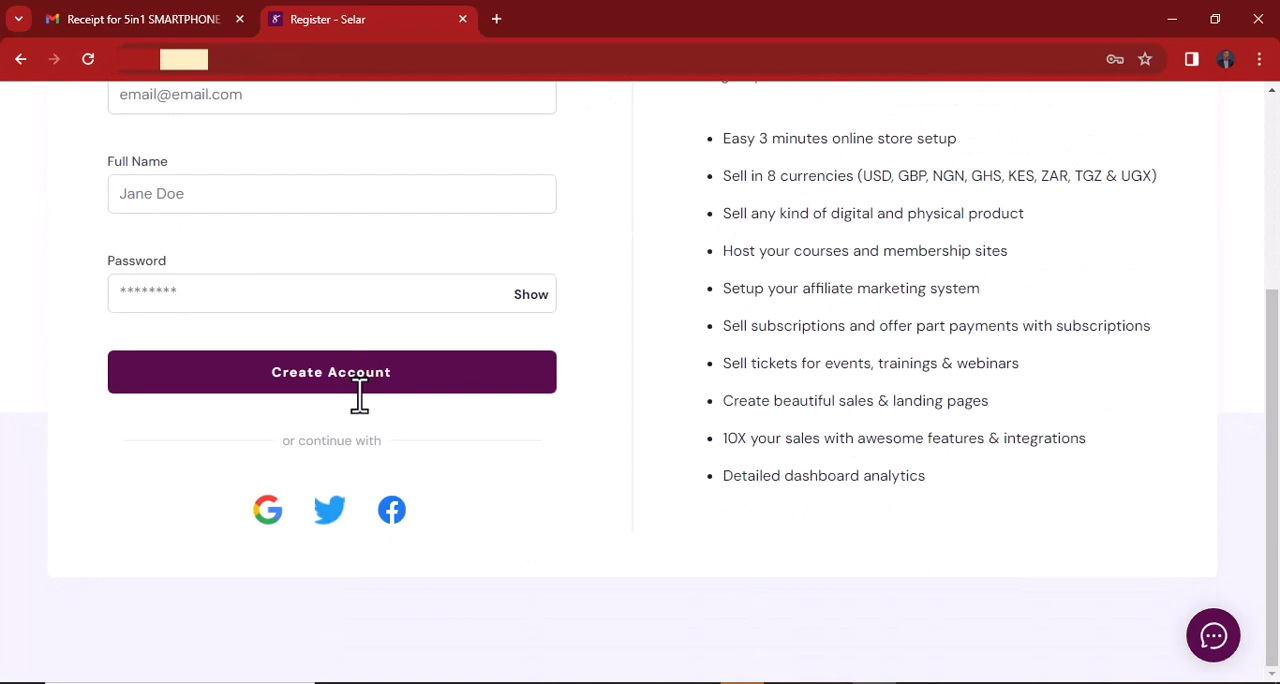 Receipt for 5in1 SMARTPHONE
Register - Selar
email@email.com
Full Name
Jane Doe
Password
********
Show
Create Account
or continue with
• Easy 3 minutes online store setup
• Sell in 8 currencies (USD, GBP, NGN, GHS, KES, ZAR, TGZ & UGX)
• Sell any kind of digital and physical product
• Host your courses and membership sites
• Setup your affiliate marketing system
• Sell subscriptions and offer part payments with subscriptions
• Sell tickets for events, trainings & webinars
• Create beautiful sales & landing pages
• 10X your sales with awesome features & integrations
• Detailed dashboard analytics